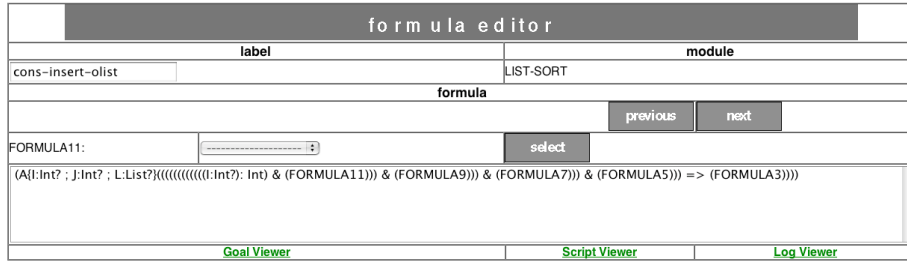 formula editor
label module
cons-insert-olist LIST-SORT
formula
previous next
FORMULA11: -------------------- select
(A{I:Int? ; J:Int? ; L:List?}((((((((((((I:Int?): Int) & (FORMULA11))) & (FORMULA9))) & (FORMULA7))) & (FORMULA5))) => (FORMULA3))))
Goal Viewer Script Viewer Log Viewer